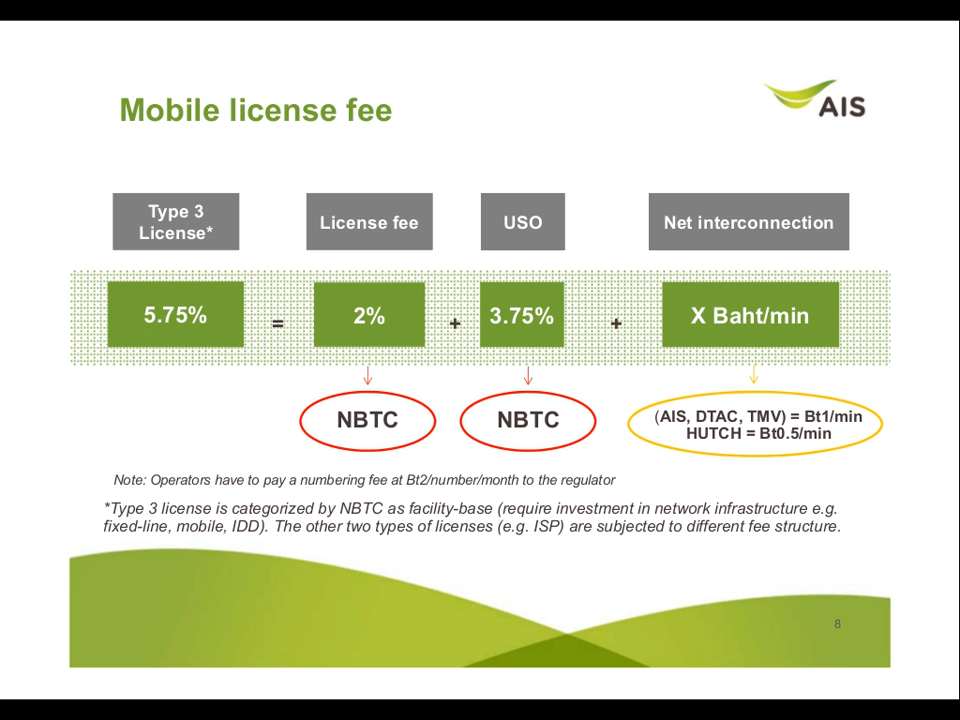 Mobile license fee
AIS
Type 3
License*
License fee
USO
Net interconnection
5.75%
=
2%
+
3.75%
+
X Baht/min
NBTC
NBTC
(AIS, DTAC, TMV) = Bt1/min
HUTCH = Bt0.5/min
Note: Operators have to pay a numbering fee at Bt2/number/month to the regulator
*Type 3 license is categorized by NBTC as facility-base (require investment in network infrastructure e.g.
fixed-line, mobile, IDD). The other two types of licenses (e.g. ISP) are subjected to different fee structure.
8